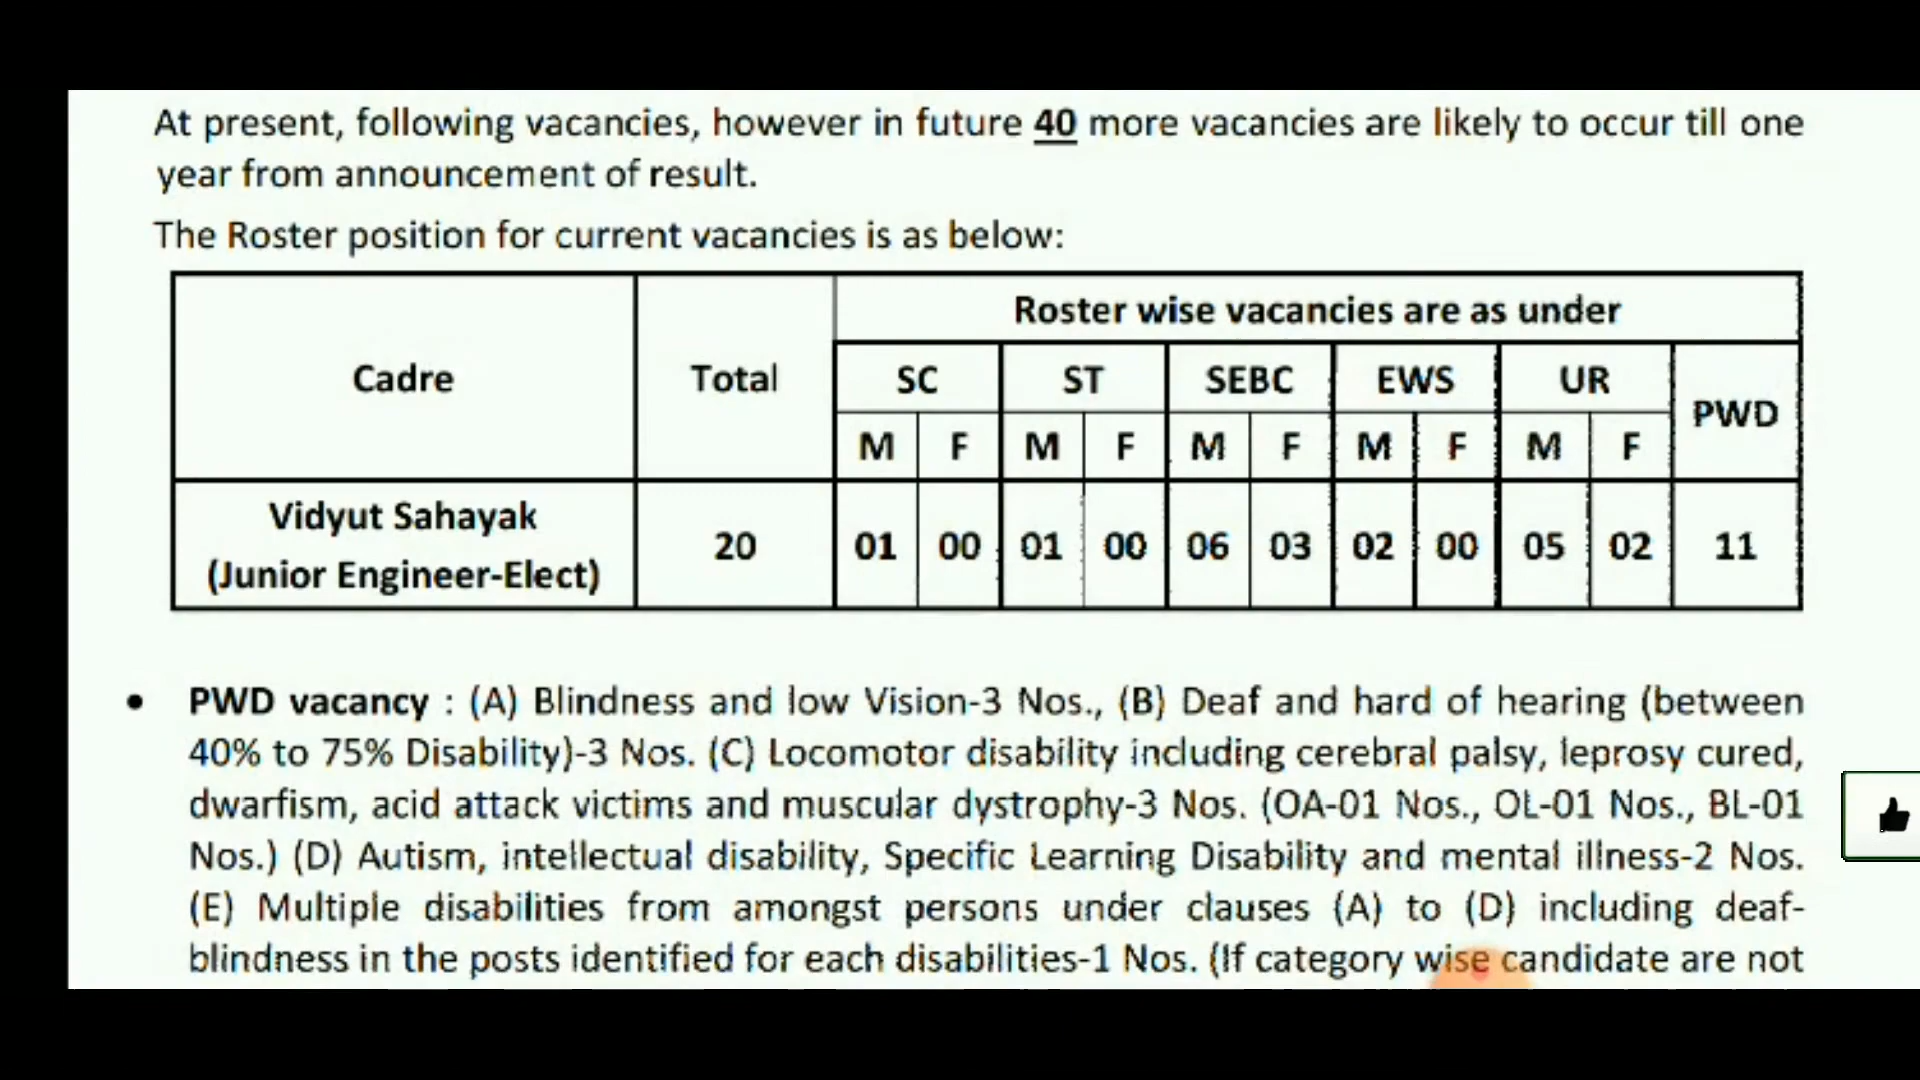 At present, following vacancies, however in future 40 more vacancies are likely to occur till one
year from announcement of result.
The Roster position for current vacancies is as below:
Cadre Total Roster wise vacancies are as under
SC ST SEBC EWS UR PWD
M F M F M F M F M F
Vidyut Sahayak
(Junior Engineer-Elect) 20 01 00 01 00 06 03 02 00 05 02 11
• PWD vacancy : (A) Blindness and low Vision-3 Nos., (B) Deaf and hard of hearing (between
40% to 75% Disability)-3 Nos. (C) Locomotor disability including cerebral palsy, leprosy cured,
dwarfism, acid attack victims and muscular dystrophy-3 Nos. (OA-01 Nos., OL-01 Nos., BL-01
Nos.) (D) Autism, intellectual disability, Specific Learning Disability and mental illness-2 Nos.
(E) Multiple disabilities from amongst persons under clauses (A) to (D) including deaf-
blindness in the posts identified for each disabilities-1 Nos. (If category wise candidate are not